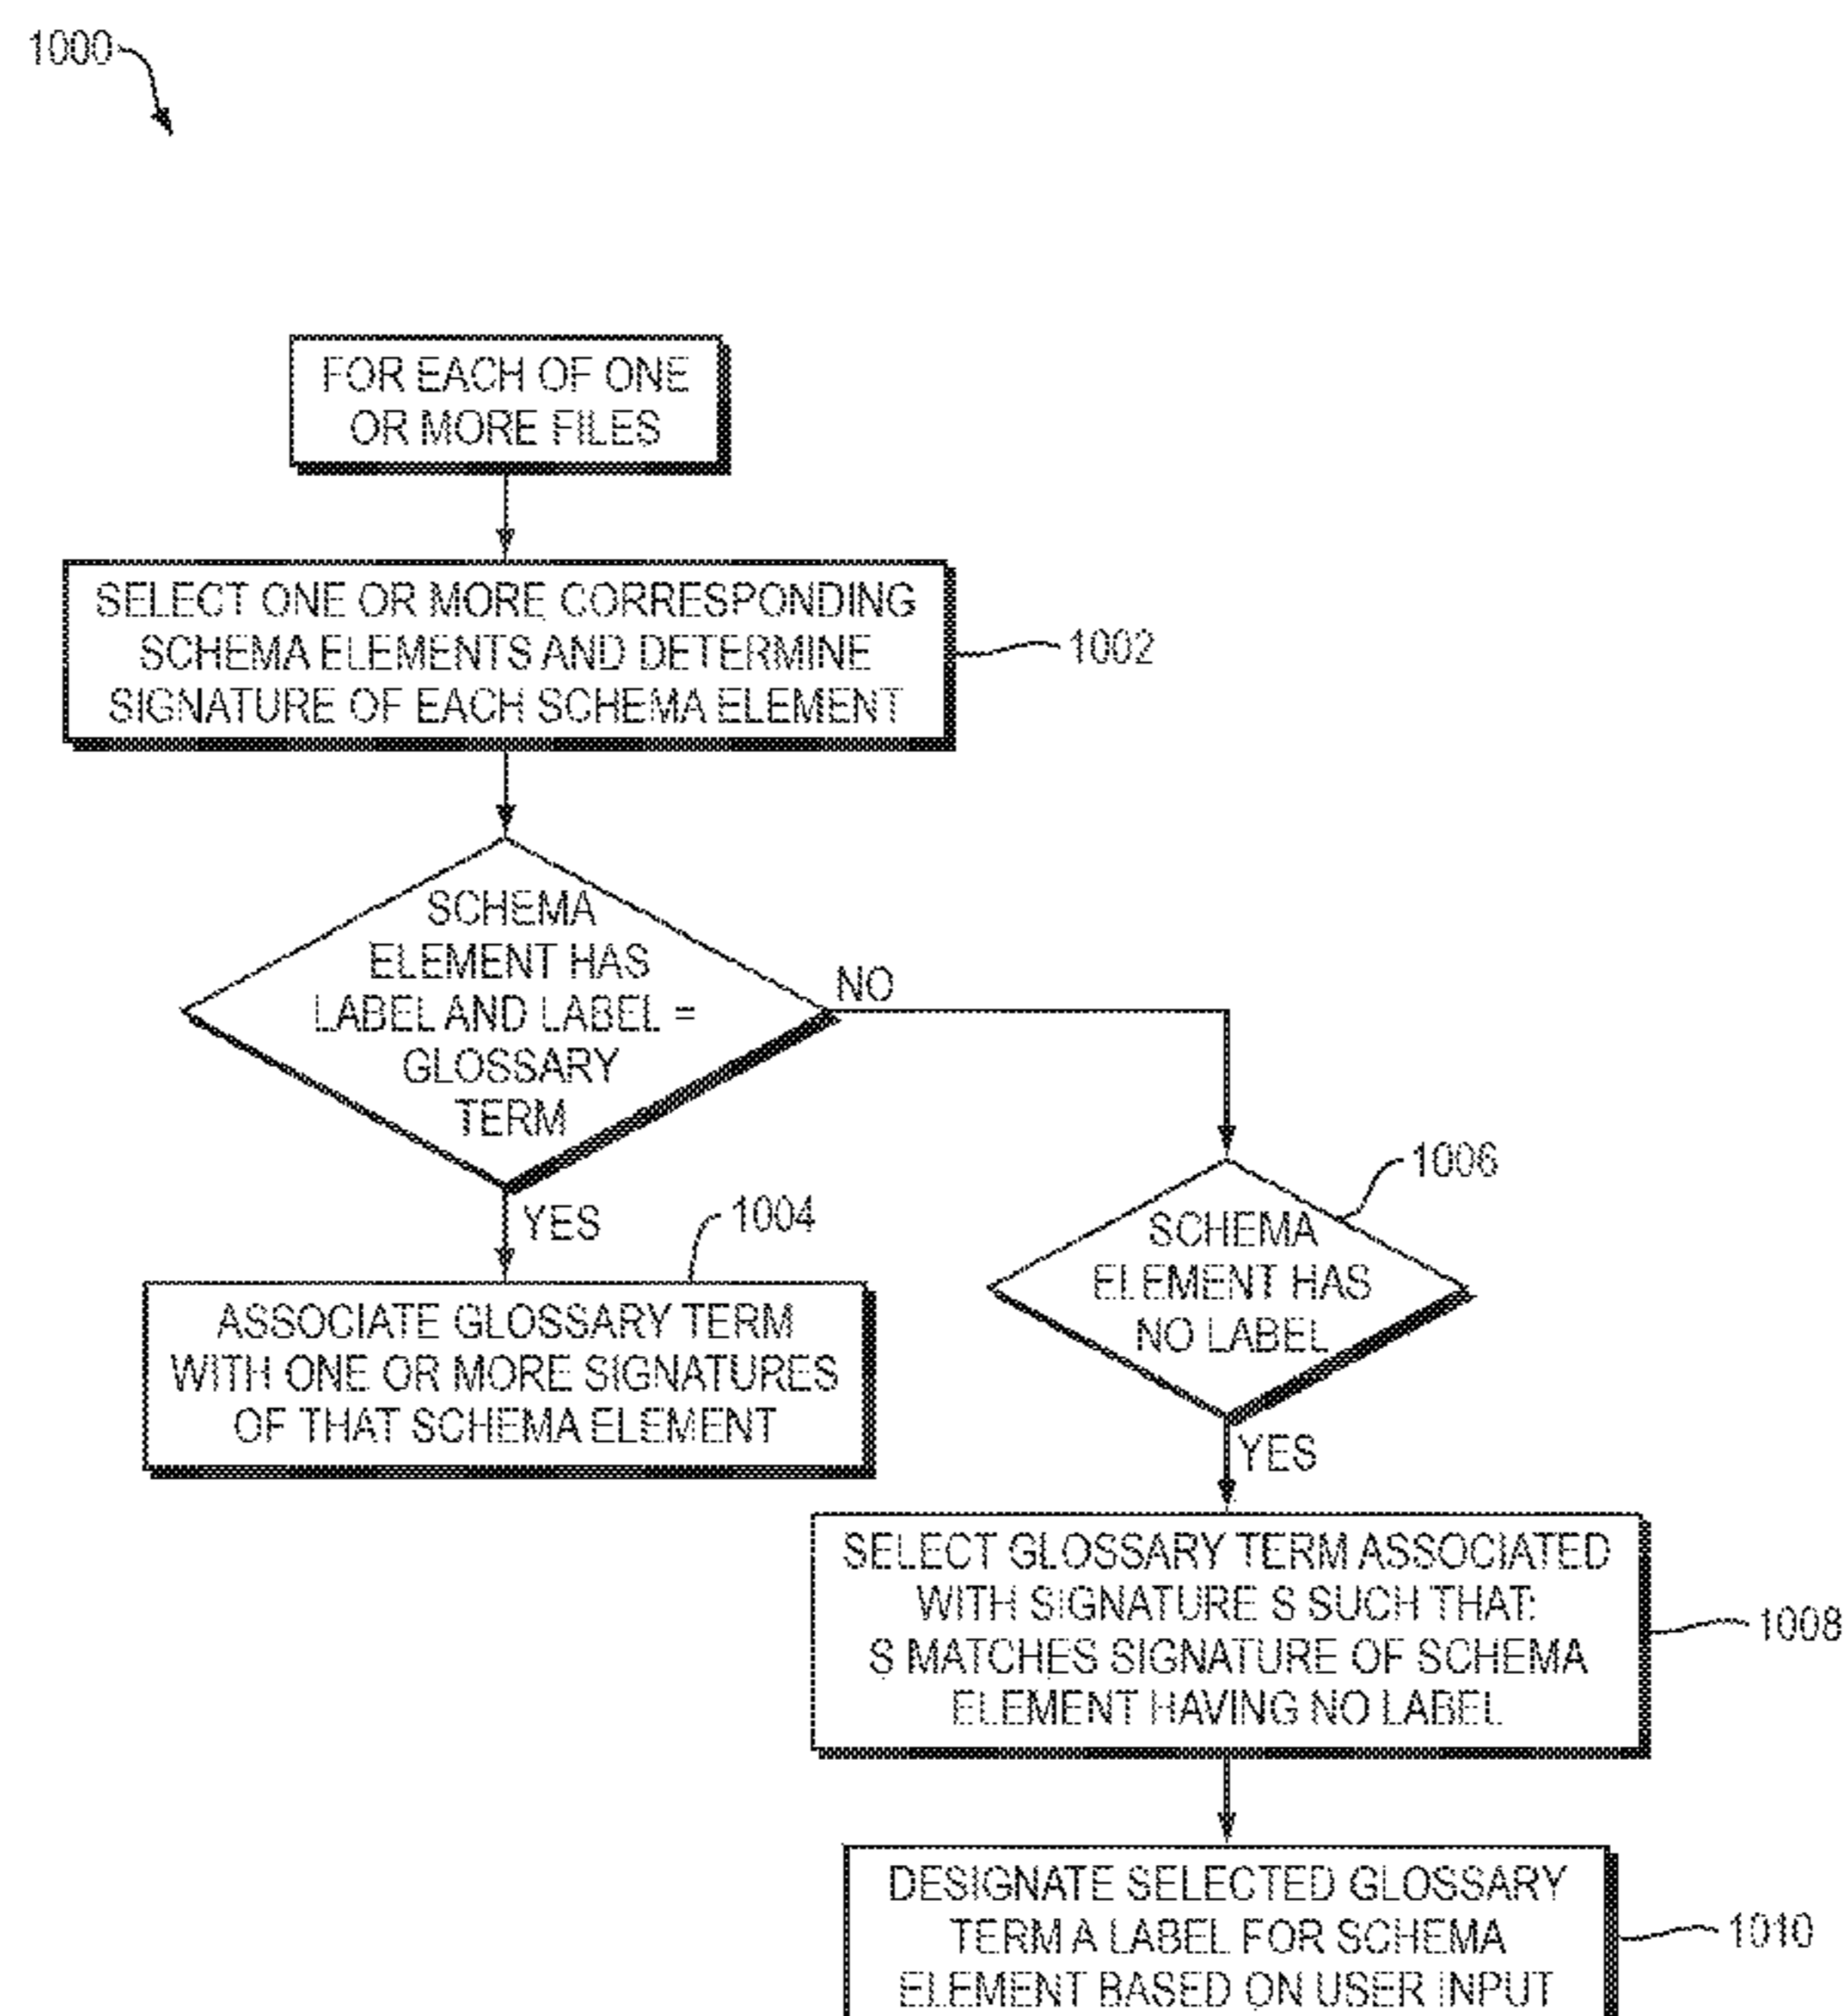 1000
FOR EACH OF ONE
OR MORE FILES
SELECT ONE OR MORE CORRESPONDING
SCHEMA ELEMENTS AND DETERMINE
SIGNATURE OF EACH SCHEMA ELEMENT
1002
SCHEMA
ELEMENT HAS
LABEL AND LABEL =
GLOSSARY
TERM
NO
YES
1004
ASSOCIATE GLOSSARY TERM
WITH ONE OR MORE SIGNATURES
OF THAT SCHEMA ELEMENT
1006
SCHEMA
ELEMENT HAS
NO LABEL
YES
SELECT GLOSSARY TERM ASSOCIATED
WITH SIGNATURE S SUCH THAT:
S MATCHES SIGNATURE OF SCHEMA
ELEMENT HAVING NO LABEL
1008
DESIGNATE SELECTED GLOSSARY
TERM A LABEL FOR SCHEMA
ELEMENT BASED ON USER INPUT
1010